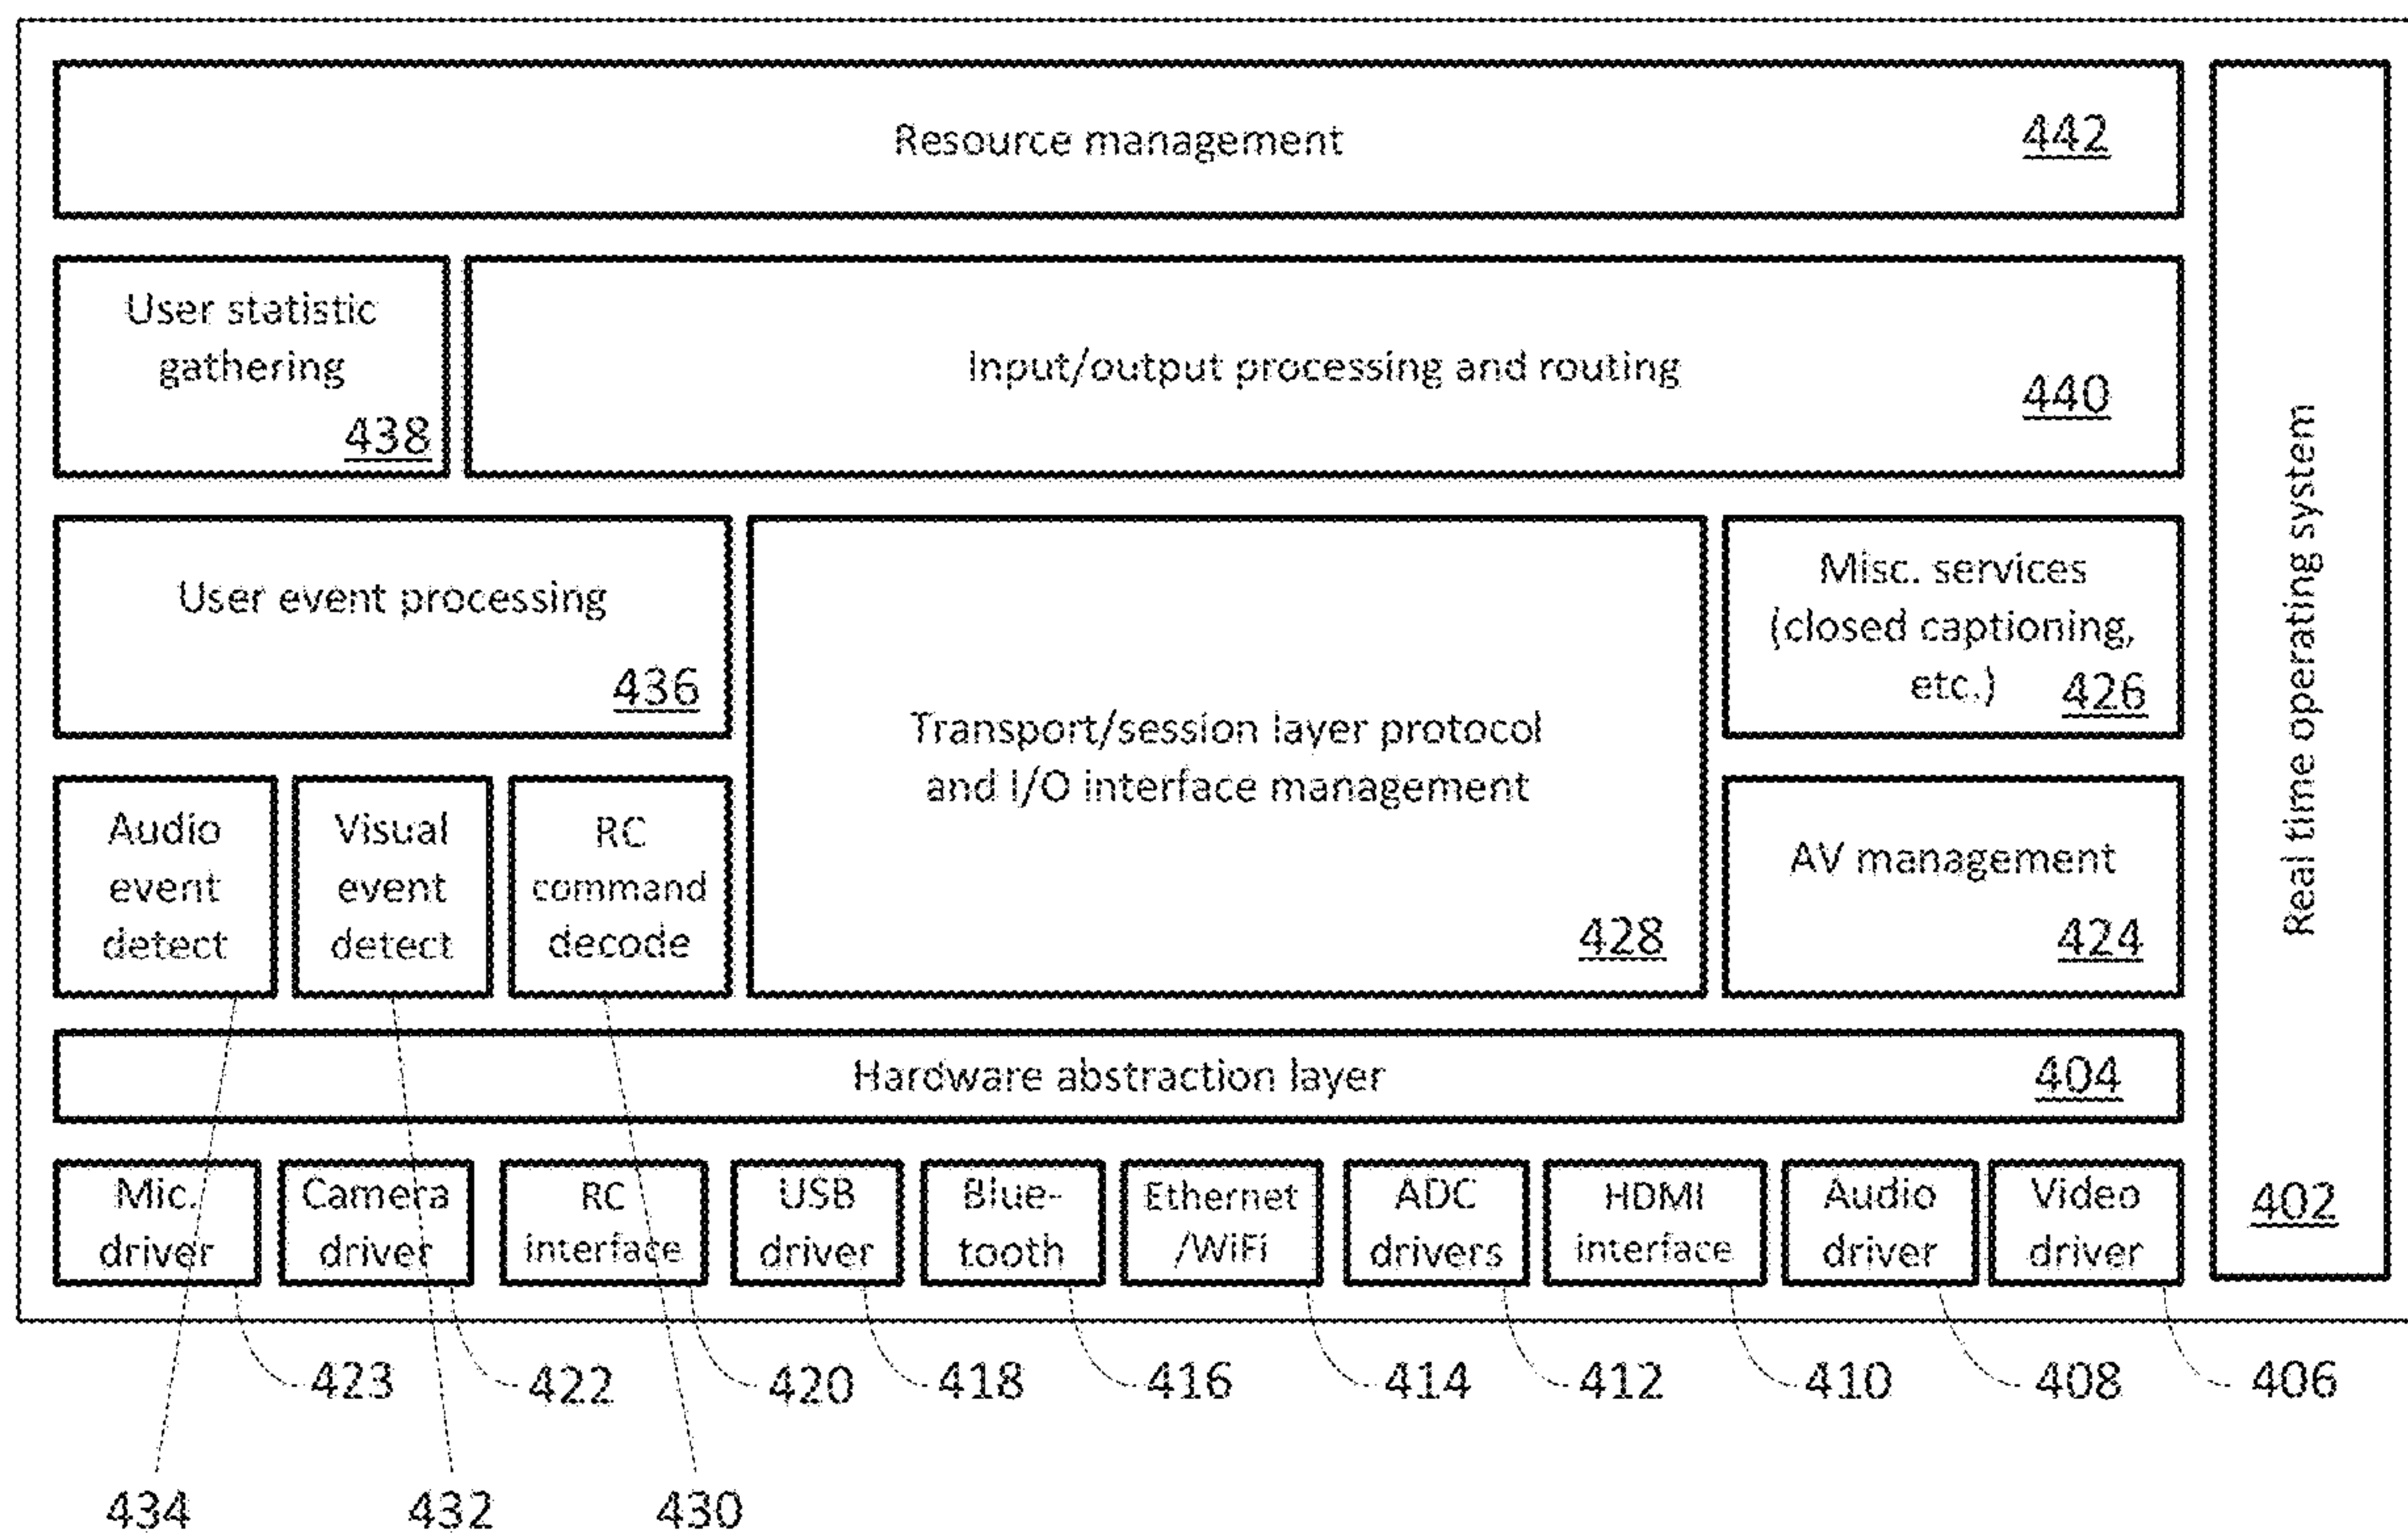 Resource management
442
User statistic
gathering
438
Input/output processing and routing
440
User event processing
436
Transport/session layer protocol
and I/O interface management
428
Misc. services
(closed captioning,
etc.)
426
Audio
event
detect
Visual
event
detect
RC
command
decode
AV management
424
Hardware abstraction layer
404
Mic.
driver
Camera
driver
RC
interface
USB
driver
Blue-
tooth
Ethernet
/WiFi
ADC
drivers
HDMI
interface
Audio
driver
Video
driver
Real time operating system
402
423
422
420
418
416
414
412
410
408
406
434
432
430